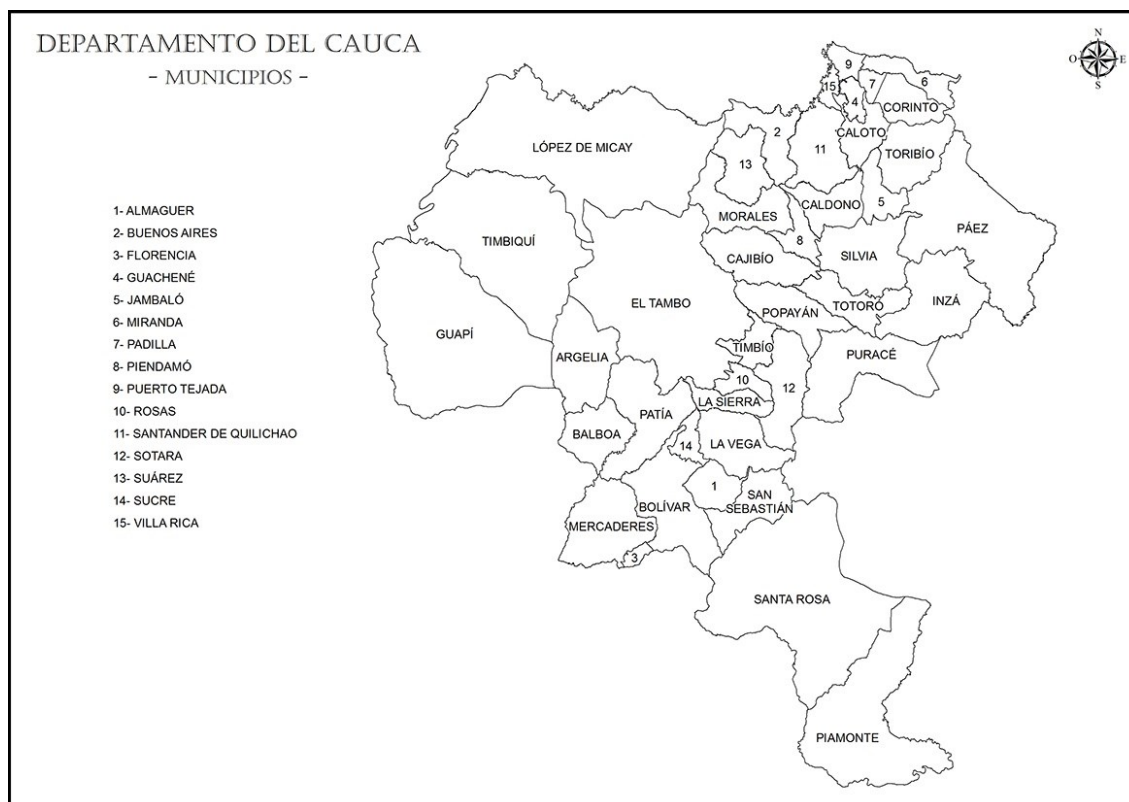 DEPARTAMENTO DEL CAUCA
- MUNICIPIOS -
N
O
E
S
1- ALMAGUER
2- BUENOS AIRES
3- FLORENCIA
4- GUACHENÉ
5- JAMBALÓ
6- MIRANDA
7- PADILLA
8- PIENDAMÓ
9- PUERTO TEJADA
10- ROSAS
11- SANTANDER DE QUILICHAO
12- SOTARA
13- SUÁREZ
14- SUCRE
15- VILLA RICA
9
15
4
7
6
CORINTO
LÓPEZ DE MICAY
2
11
CALOTO
TORIBÍO
13
MORALES
CALDONO
5
TIMBIQUÍ
8
CAJIBÍO
SILVIA
PÁEZ
EL TAMBO
POPAYÁN
TOTORÓ
INZÁ
GUAPÍ
ARGELIA
TIMBÍO
PURACÉ
10
12
LA SIERRA
PATÍA
BALBOA
14
LA VEGA
1
SAN
SEBASTIÁN
BOLÍVAR
MERCADERES
3
SANTA ROSA
PIAMONTE